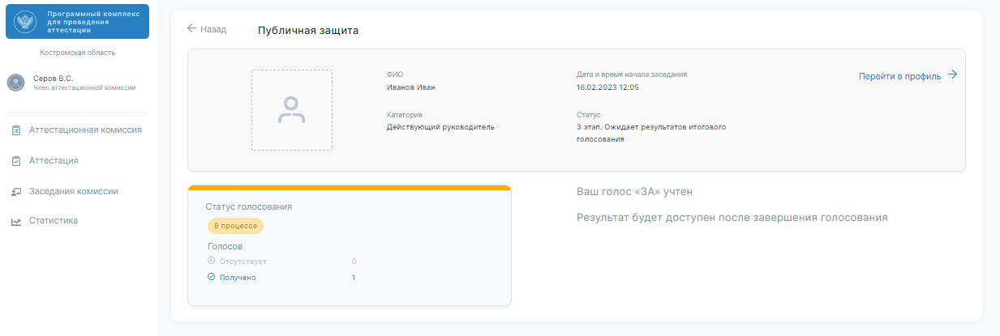 Программный комплекс
для проведения
аттестации
Костромская область
Серов В.С.
Член аттестационной комиссии
Аттестационная комиссия
Аттестация
Заседания комиссии
Статистика
Назад
Публичная защита
ФИО
Иванов Иван
Дата и время начала заседания
16.02.2023 12:05
Перейти в профиль
Категория
Действующий руководитель
Статус
3 этап. Ожидает результатов итогового
голосования
Статус голосования
В процессе
Голосов
Отсутствует 0
Получено 1
Ваш голос «ЗА» учтен
Результат будет доступен после завершения голосования